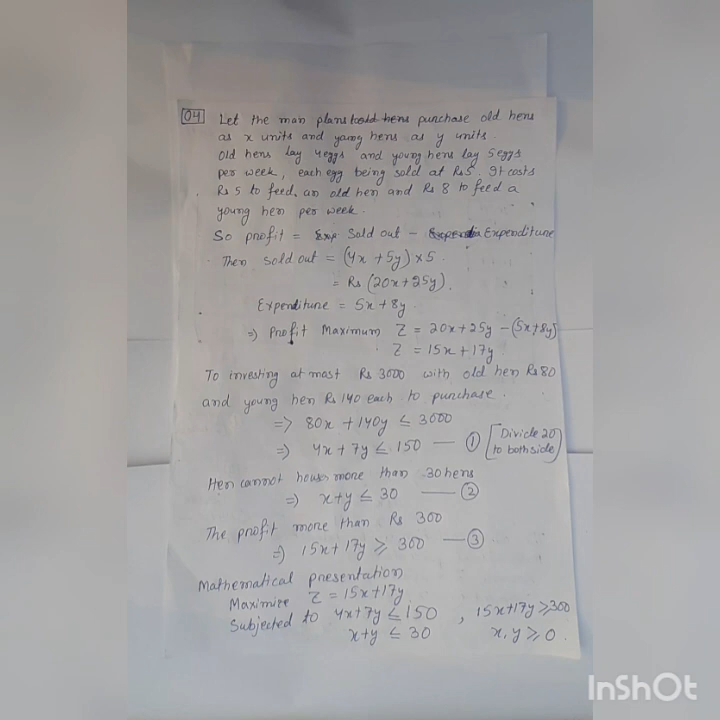 04 Let the man plans purchase old hens
as x units and young hens as y units.
Old hens lay 4eggs and young hens lay 5eggs
per week, each egg being sold at Rs5. It costs
Rs 5 to feed an old hen and Rs 8 to feed a
young hen per week.
So profit = Sold out - Expenditure
Then sold out = (4x + 5y) × 5
= Rs (20x + 25y).
Expenditure = 5x + 8y
⇒ Profit Maximum Z = 20x + 25y - (5x + 8y)
Z = 15x + 17y
To investing at most Rs 3000 with old hen Rs 80
and young hen Rs 140 each to purchase.
⇒ 80x + 140y ≤ 3000
⇒ 4x + 7y ≤ 150 — ① [Divide 20 to both side]
Hen cannot house more than 30 hens
⇒ x + y ≤ 30 — ②
The profit more than Rs 300
⇒ 15x + 17y ≥ 300 — ③
Mathematical presentation
Maximize Z = 15x + 17y
Subjected to 4x + 7y ≤ 150 , 15x + 17y ≥ 300
x + y ≤ 30 x, y ≥ 0.
InShOt